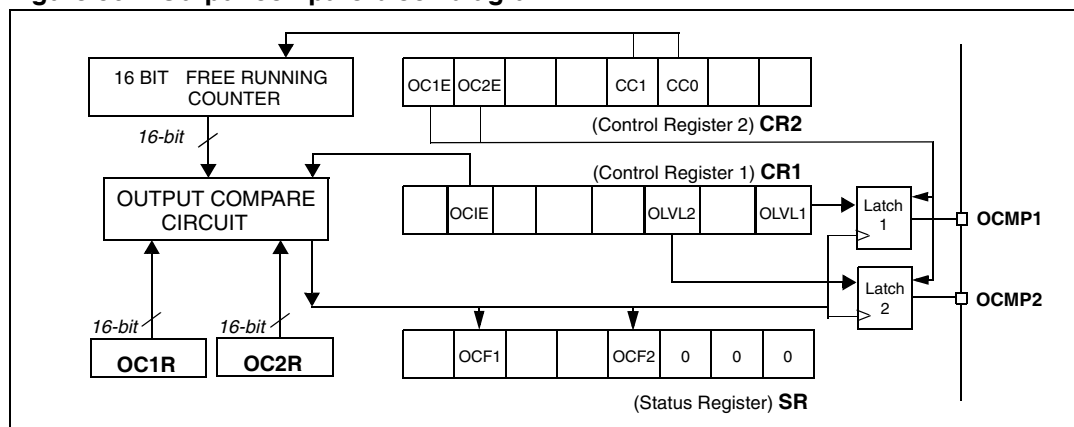 16 BIT FREE RUNNING
COUNTER
OC1E OC2E CC1 CC0
(Control Register 2) CR2
16-bit
(Control Register 1) CR1
OUTPUT COMPARE
CIRCUIT
OCIE OLVL2 OLVL1
Latch
1
OCMP1
Latch
2
OCMP2
16-bit
16-bit
OC1R
OC2R
OCF1 OCF2 0 0 0
(Status Register) SR